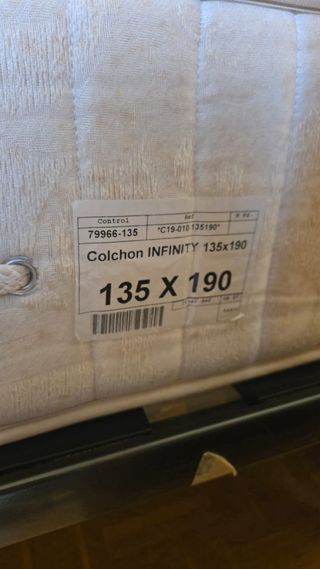 Control Ref
79966-135 *C19-010-135190*
Colchon INFINITY 135x190
135 X 190